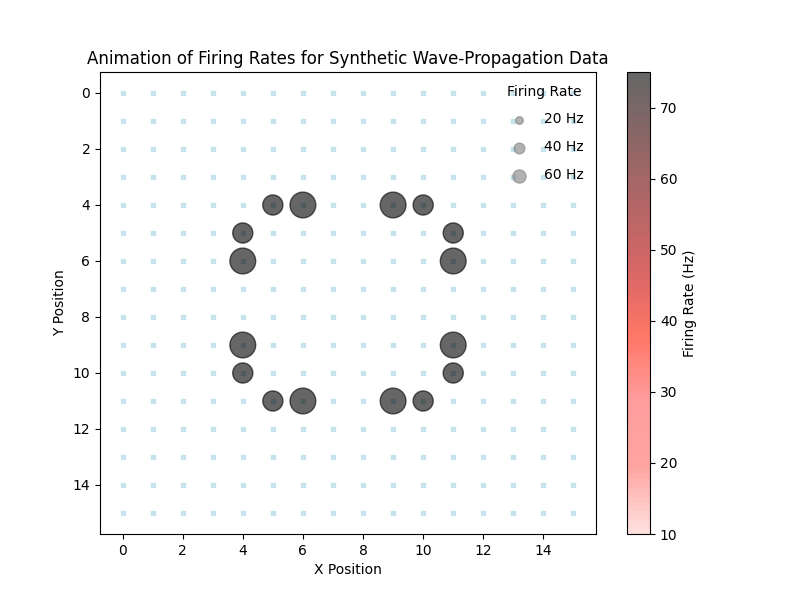 Animation of Firing Rates for Synthetic Wave-Propagation Data
Firing Rate
20 Hz
40 Hz
60 Hz
0
2
4
6
8
10
12
14
Y Position
0 2 4 6 8 10 12 14
X Position
70
60
50
40
30
20
10
Firing Rate (Hz)